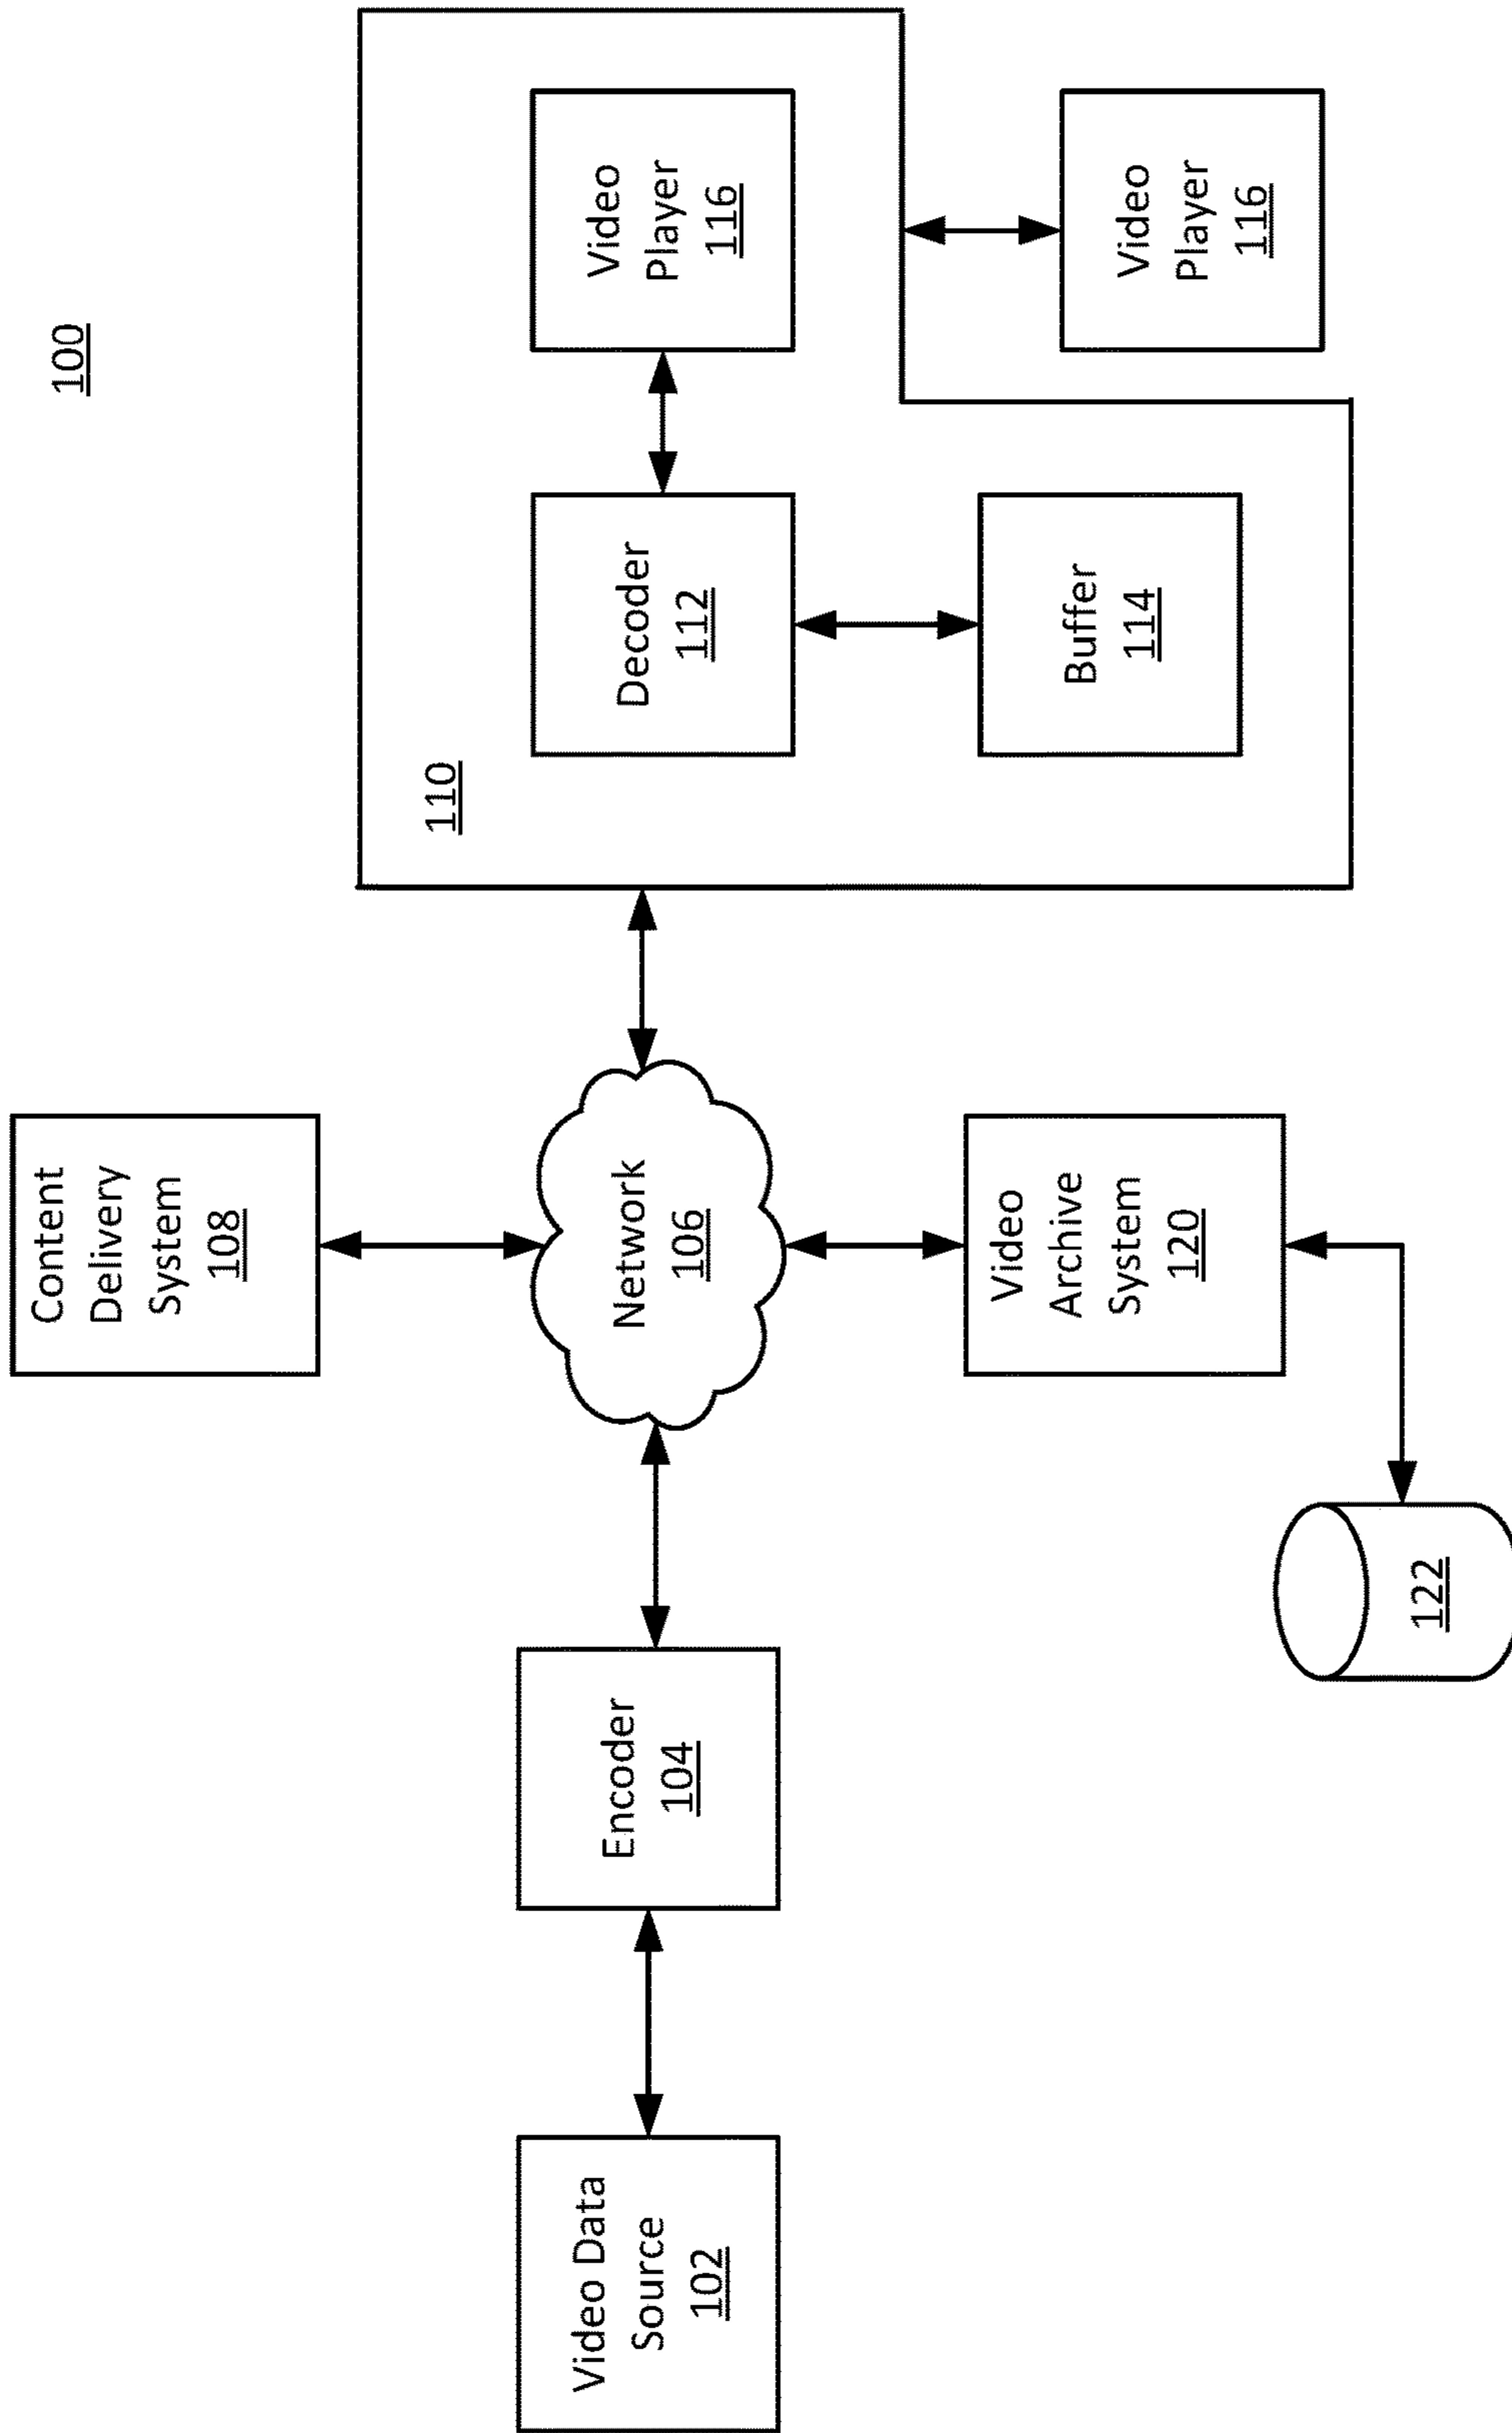 100
Content
Delivery
System
108
110
Video
Player
116
Decoder
112
Video Data
Source
102
Encoder
104
Network
106
Buffer
114
Video
Player
116
Video
Archive
System
120
122